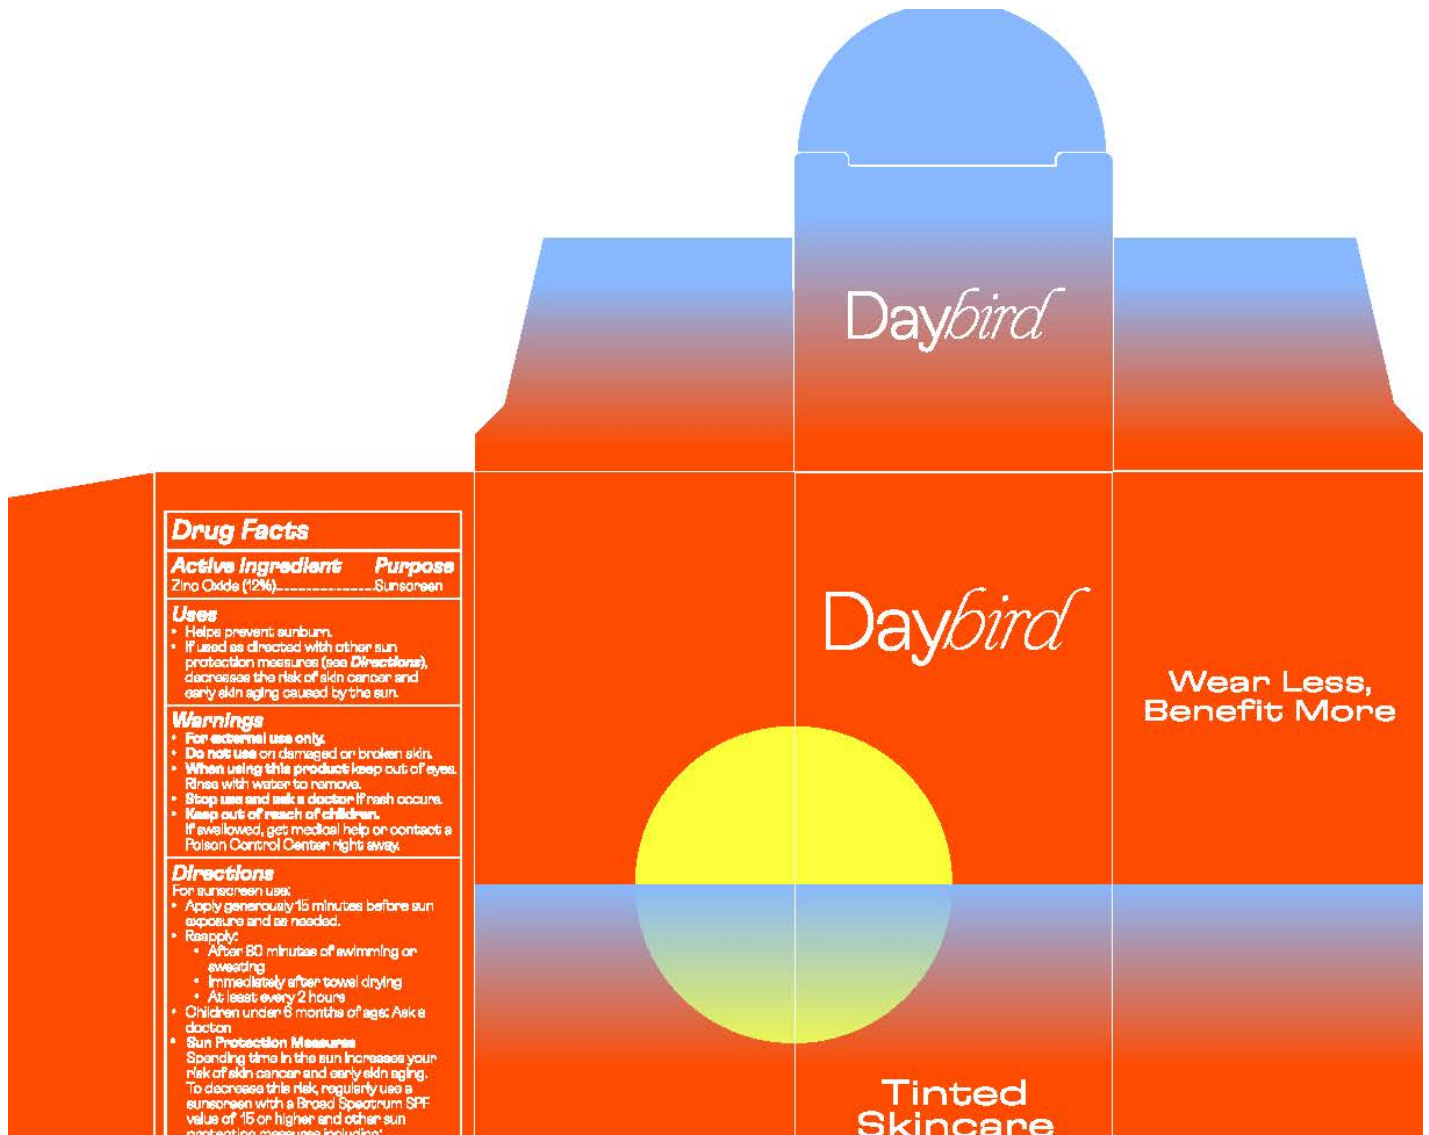 Daybird
Drug Facts
Active Ingredient Purpose
Zinc Oxide (12%)..........................Sunscreen
Uses
• Helps prevent sunburn.
• If used as directed with other sun
protection measures (see Directions),
decreases the risk of skin cancer and
early skin aging caused by the sun.
Warnings
• For external use only.
• Do not use on damaged or broken skin.
• When using this product keep out of eyes.
Rinse with water to remove.
• Stop use and ask a doctor if rash occurs.
• Keep out of reach of children.
If swallowed, get medical help or contact a
Poison Control Center right away.
Directions
For sunscreen use:
• Apply generously 15 minutes before sun
exposure and as needed.
• Reapply:
• After 80 minutes of swimming or
sweating
• Immediately after towel drying
• At least every 2 hours
• Children under 6 months of age: Ask a
doctor.
• Sun Protection Measures
Spending time in the sun increases your
risk of skin cancer and early skin aging.
To decrease this risk, regularly use a
sunscreen with a Broad Spectrum SPF
value of 15 or higher and other sun
protection measures including:
Daybird
Tinted
Skincare
Wear Less,
Benefit More